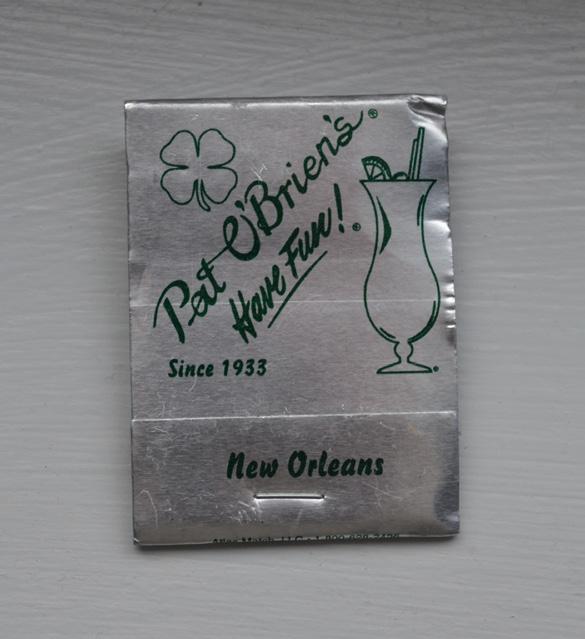 Pat O'Brien's®
Have Fun!®
Since 1933
New Orleans